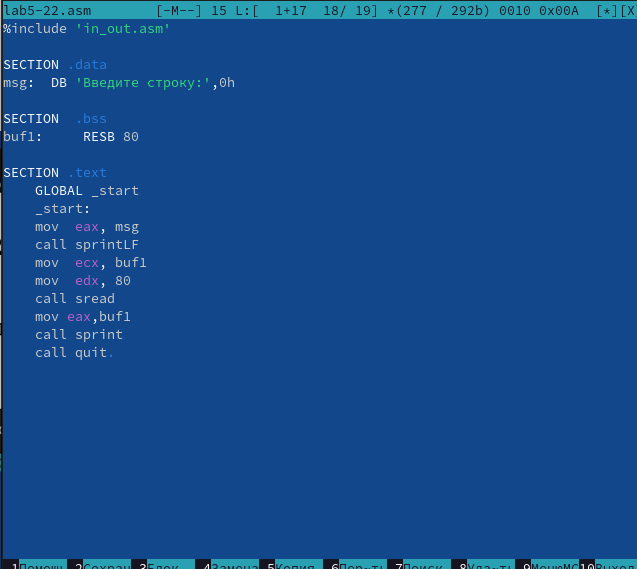 lab5-22.asm [-M--] 15 L:[ 1+17 18/ 19] *(277 / 292b) 0010 0x00A [*][X
%include 'in_out.asm'
SECTION .data
msg: DB 'Введите строку:',0h
SECTION .bss
buf1: RESB 80
SECTION .text
GLOBAL _start
_start:
mov eax, msg
call sprintLF
mov ecx, buf1
mov edx, 80
call sread
mov eax,buf1
call sprint
call quit
1Помощь 2Сохран 3Блок 4Замена 5Копия 6Пер~ть 7Поиск 8Уда~ть 9МенюMC 10Выход